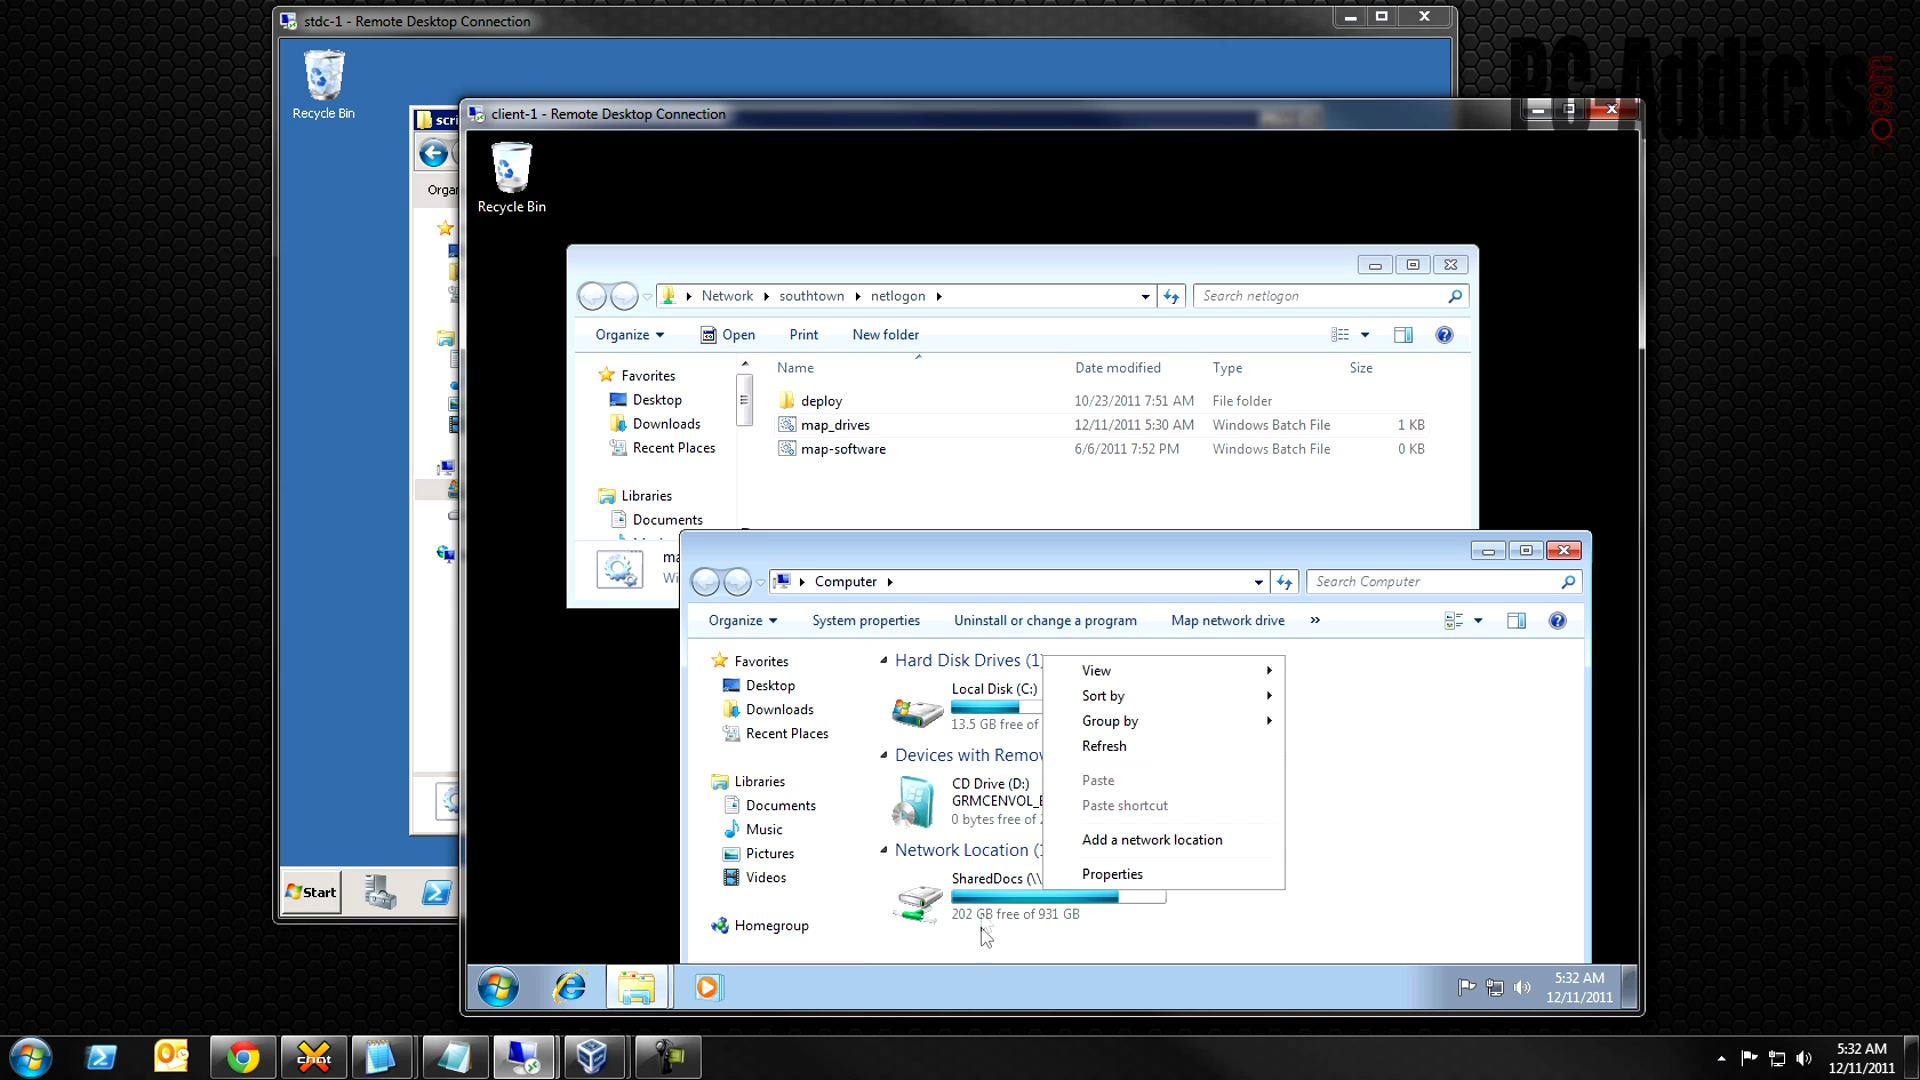 stdc-1 - Remote Desktop Connection
PC-Addicts
Recycle Bin
client-1 - Remote Desktop Connection
Recycle Bin
Network southtown netlogon
Search netlogon
Organize Open Print New folder
Name Date modified Type Size
Favorites
Desktop
Downloads
Recent Places
Libraries
Documents
deploy 10/23/2011 7:51 AM File folder
map_drives 12/11/2011 5:30 AM Windows Batch File 1 KB
map-software 6/6/2011 7:52 PM Windows Batch File 0 KB
Computer
Search Computer
Organize System properties Uninstall or change a program Map network drive »
Favorites
Desktop
Downloads
Recent Places
Libraries
Documents
Music
Pictures
Videos
Homegroup
Hard Disk Drives (1)
Local Disk (C:)
13.5 GB free of
Devices with Remov
CD Drive (D:)
GRMCENVOL_E
0 bytes free of
Network Location (1
SharedDocs (\\
202 GB free of 931 GB
View
Sort by
Group by
Refresh
Paste
Paste shortcut
Add a network location
Properties
Start
5:32 AM
12/11/2011
chat
5:32 AM
12/11/2011